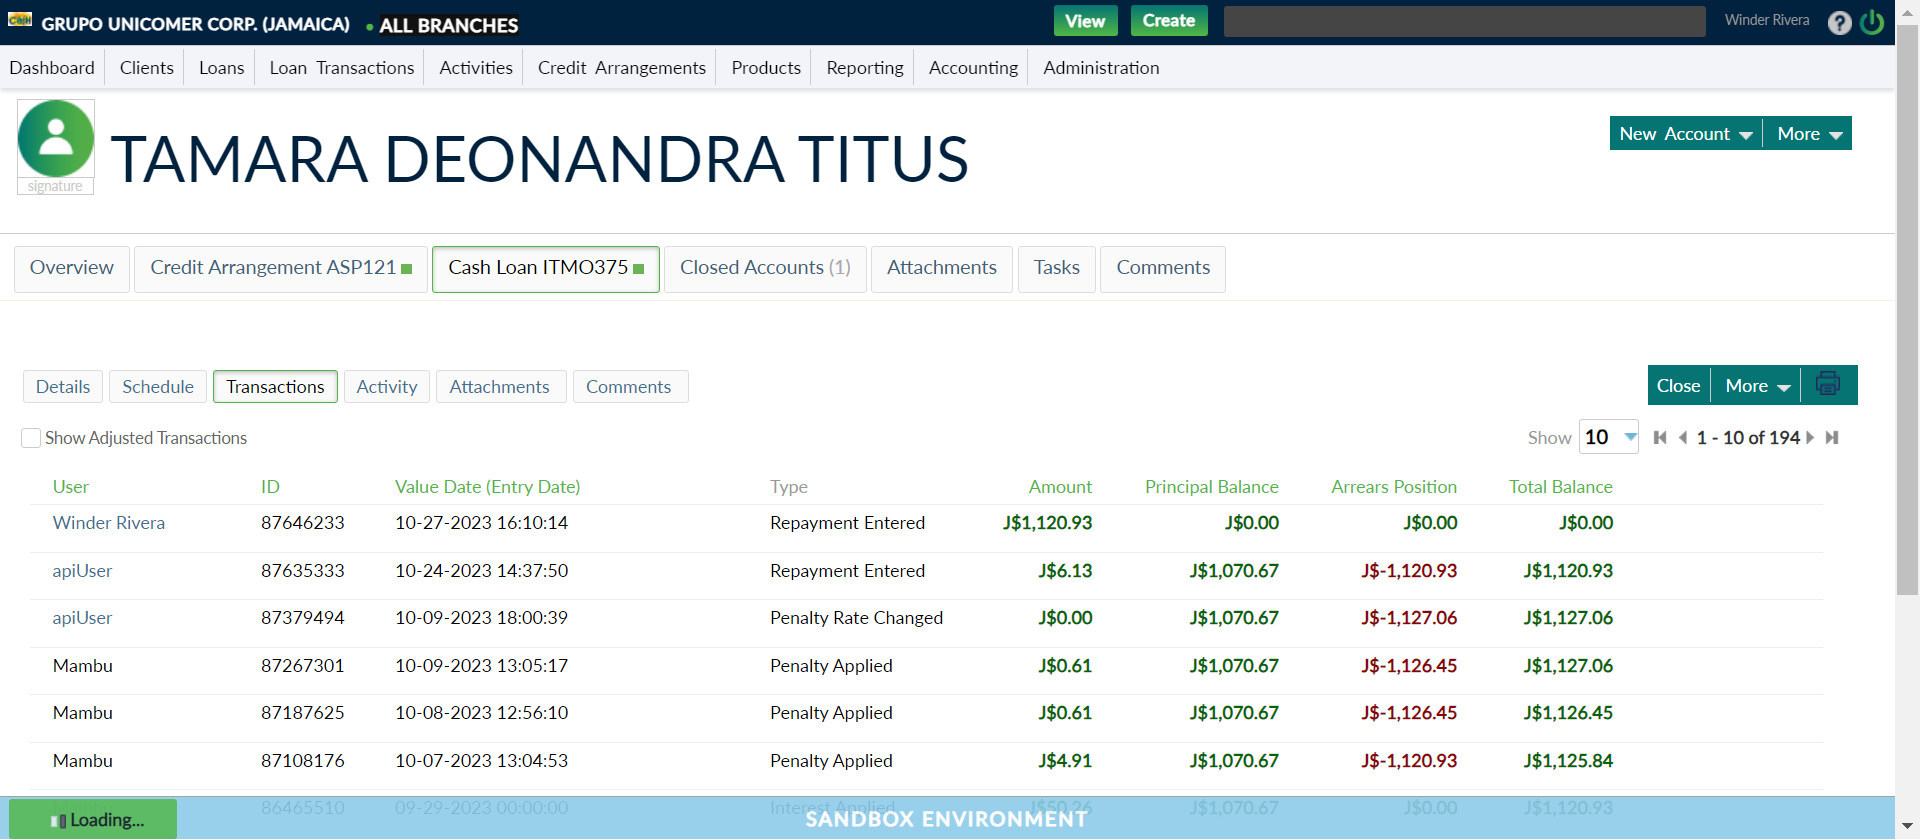 Cash GRUPO UNICOMER CORP. (JAMAICA) • ALL BRANCHES View Create Winder Rivera ?
Dashboard Clients Loans Loan Transactions Activities Credit Arrangements Products Reporting Accounting Administration
TAMARA DEONANDRA TITUS
New Account More
signature
Overview Credit Arrangement ASP121 Cash Loan ITMO375 Closed Accounts (1) Attachments Tasks Comments
Details Schedule Transactions Activity Attachments Comments Close More
Show Adjusted Transactions Show 10 1 - 10 of 194
User ID Value Date (Entry Date) Type Amount Principal Balance Arrears Position Total Balance
Winder Rivera 87646233 10-27-2023 16:10:14 Repayment Entered J$1,120.93 J$0.00 J$0.00 J$0.00
apiUser 87635333 10-24-2023 14:37:50 Repayment Entered J$6.13 J$1,070.67 J$-1,120.93 J$1,120.93
apiUser 87379494 10-09-2023 18:00:39 Penalty Rate Changed J$0.00 J$1,070.67 J$-1,127.06 J$1,127.06
Mambu 87267301 10-09-2023 13:05:17 Penalty Applied J$0.61 J$1,070.67 J$-1,126.45 J$1,127.06
Mambu 87187625 10-08-2023 12:56:10 Penalty Applied J$0.61 J$1,070.67 J$-1,126.45 J$1,126.45
Mambu 87108176 10-07-2023 13:04:53 Penalty Applied J$4.91 J$1,070.67 J$-1,120.93 J$1,125.84
Mambu 86465510 09-29-2023 00:00:00 Interest Applied J$50.26 J$1,070.67 J$0.00 J$1,120.93
Loading... SANDBOX ENVIRONMENT